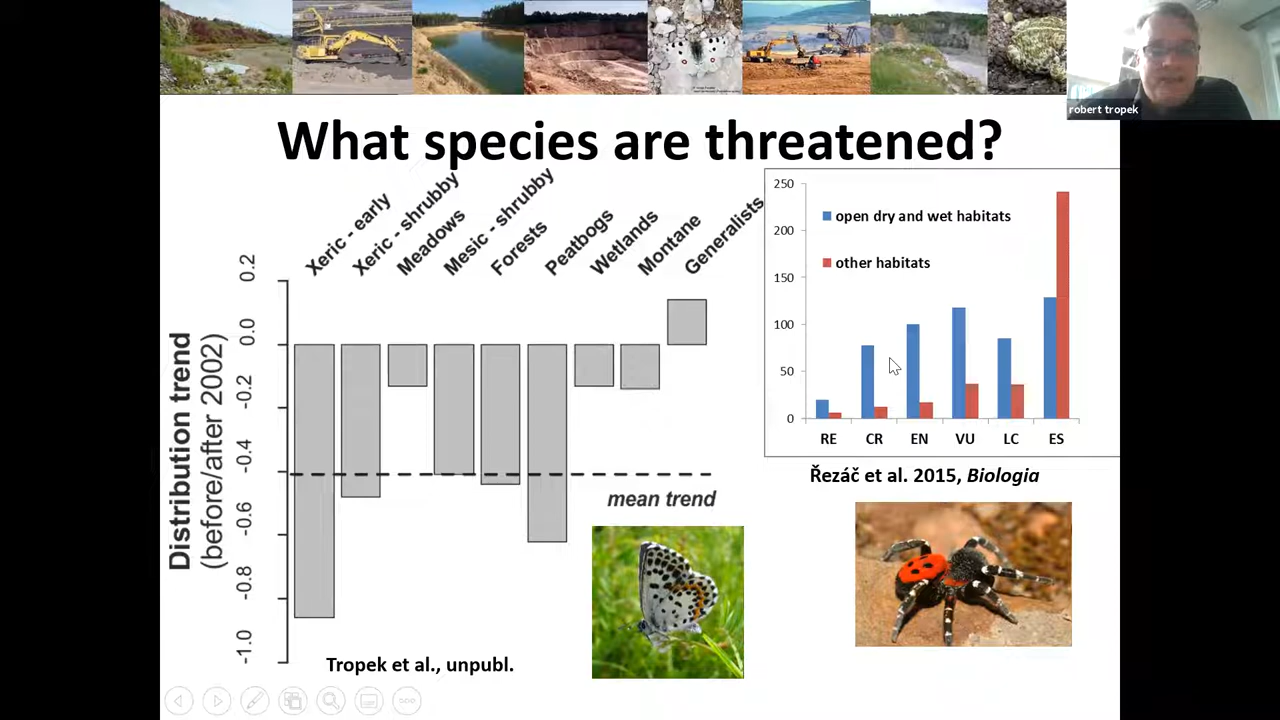 robert tropek
What species are threatened?
Xeric - early
Xeric - shrubby
Meadows
Mesic - shrubby
Forests
Peatbogs
Wetlands
Montane
Generalists
Distribution trend
(before/after 2002)
0.2
0.0
-0.2
-0.4
-0.6
-0.8
-1.0
mean trend
Tropek et al., unpubl.
250
200
150
100
50
0
open dry and wet habitats
other habitats
RE CR EN VU LC ES
Řezáč et al. 2015, Biologia